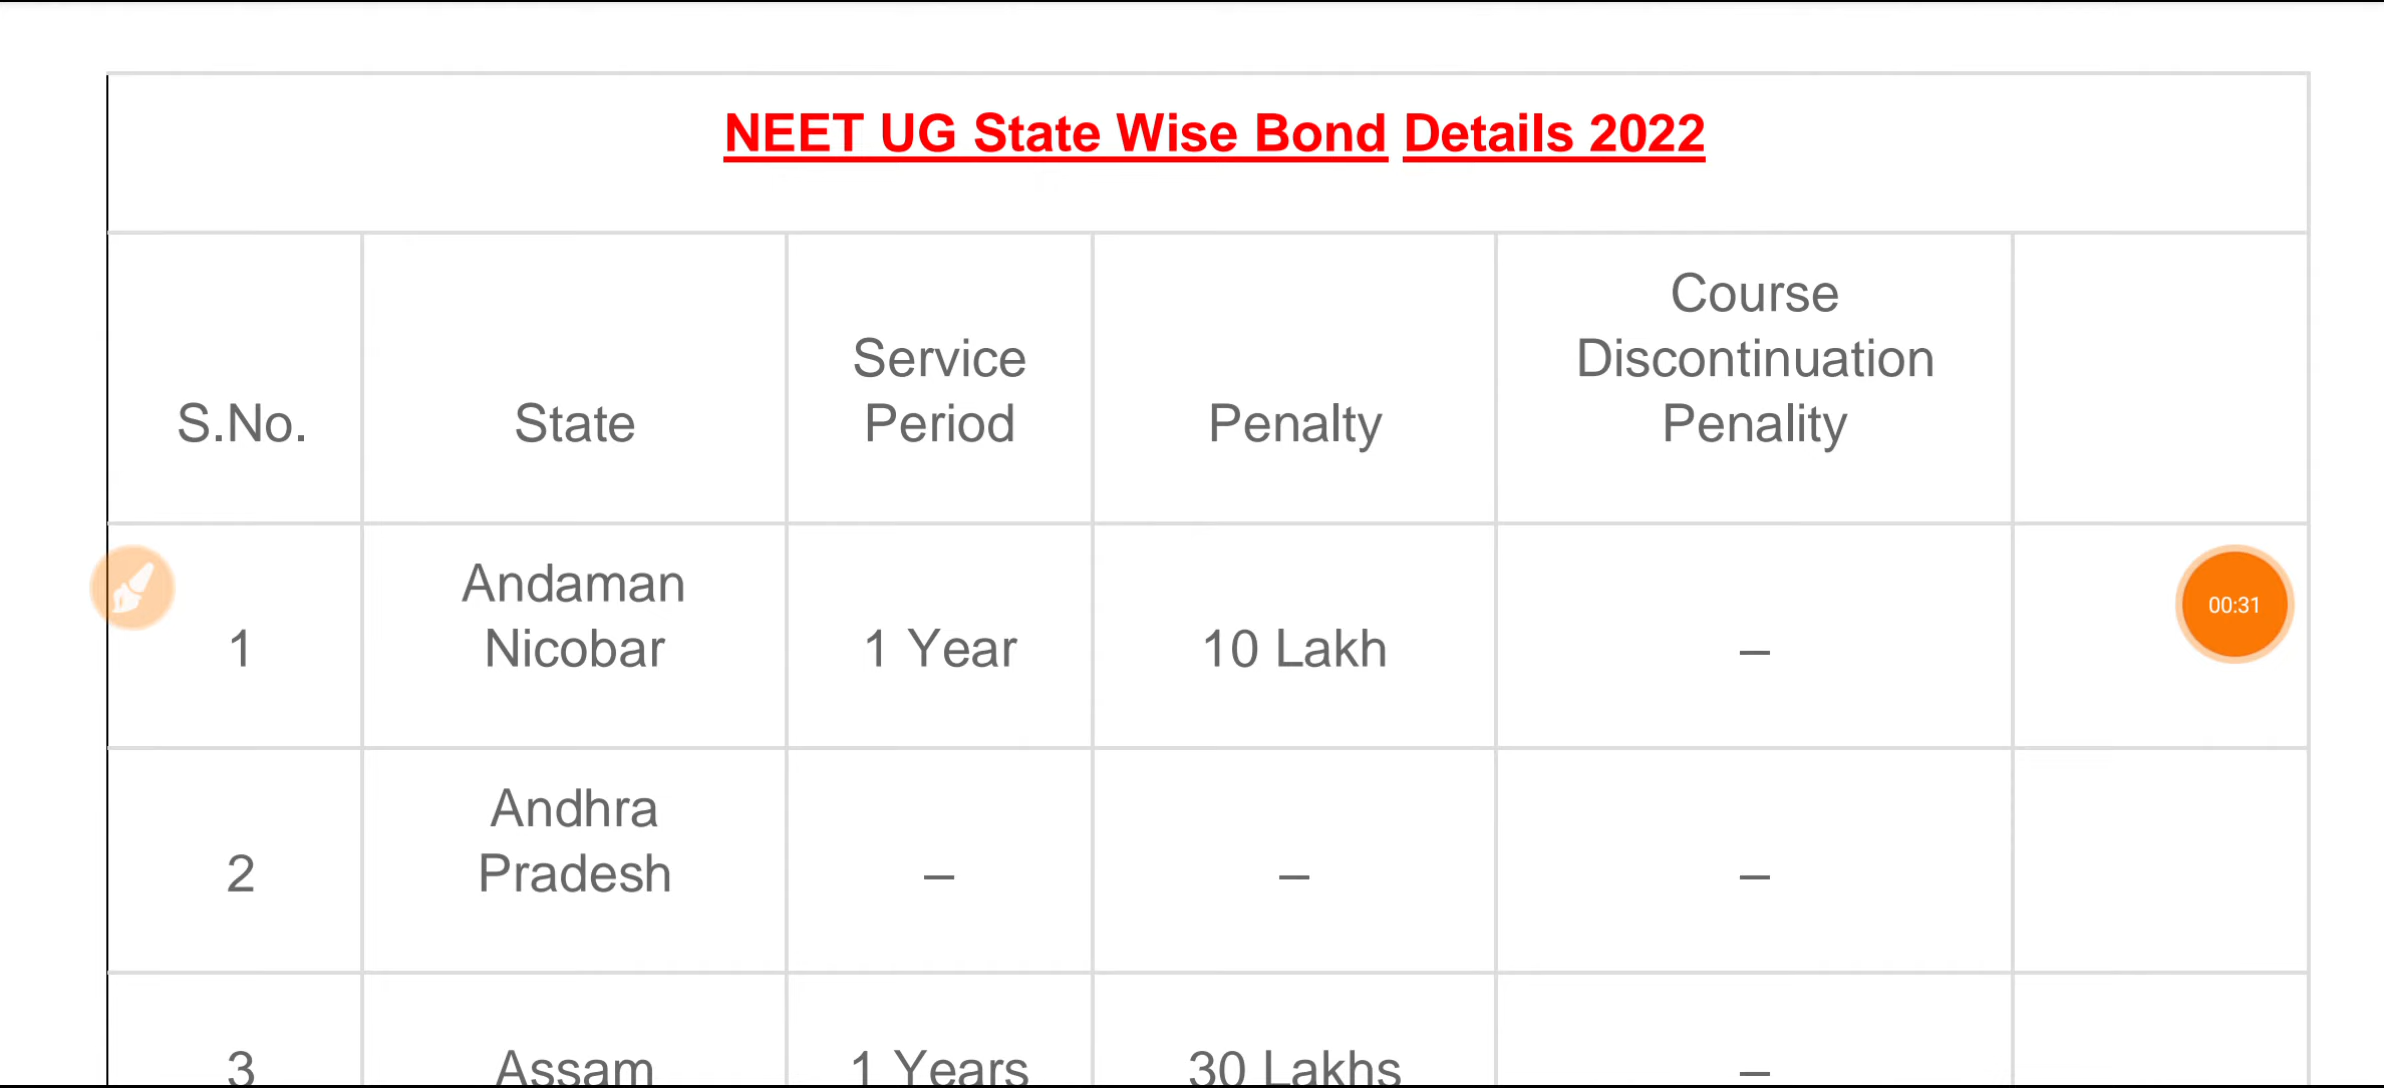 NEET UG State Wise Bond Details 2022
S.No.
State
Service
Period
Penalty
Course
Discontinuation
Penality
1
Andaman
Nicobar
1 Year
10 Lakh
–
00:31
2
Andhra
Pradesh
–
–
–
3
Assam
1 Years
30 Lakhs
–